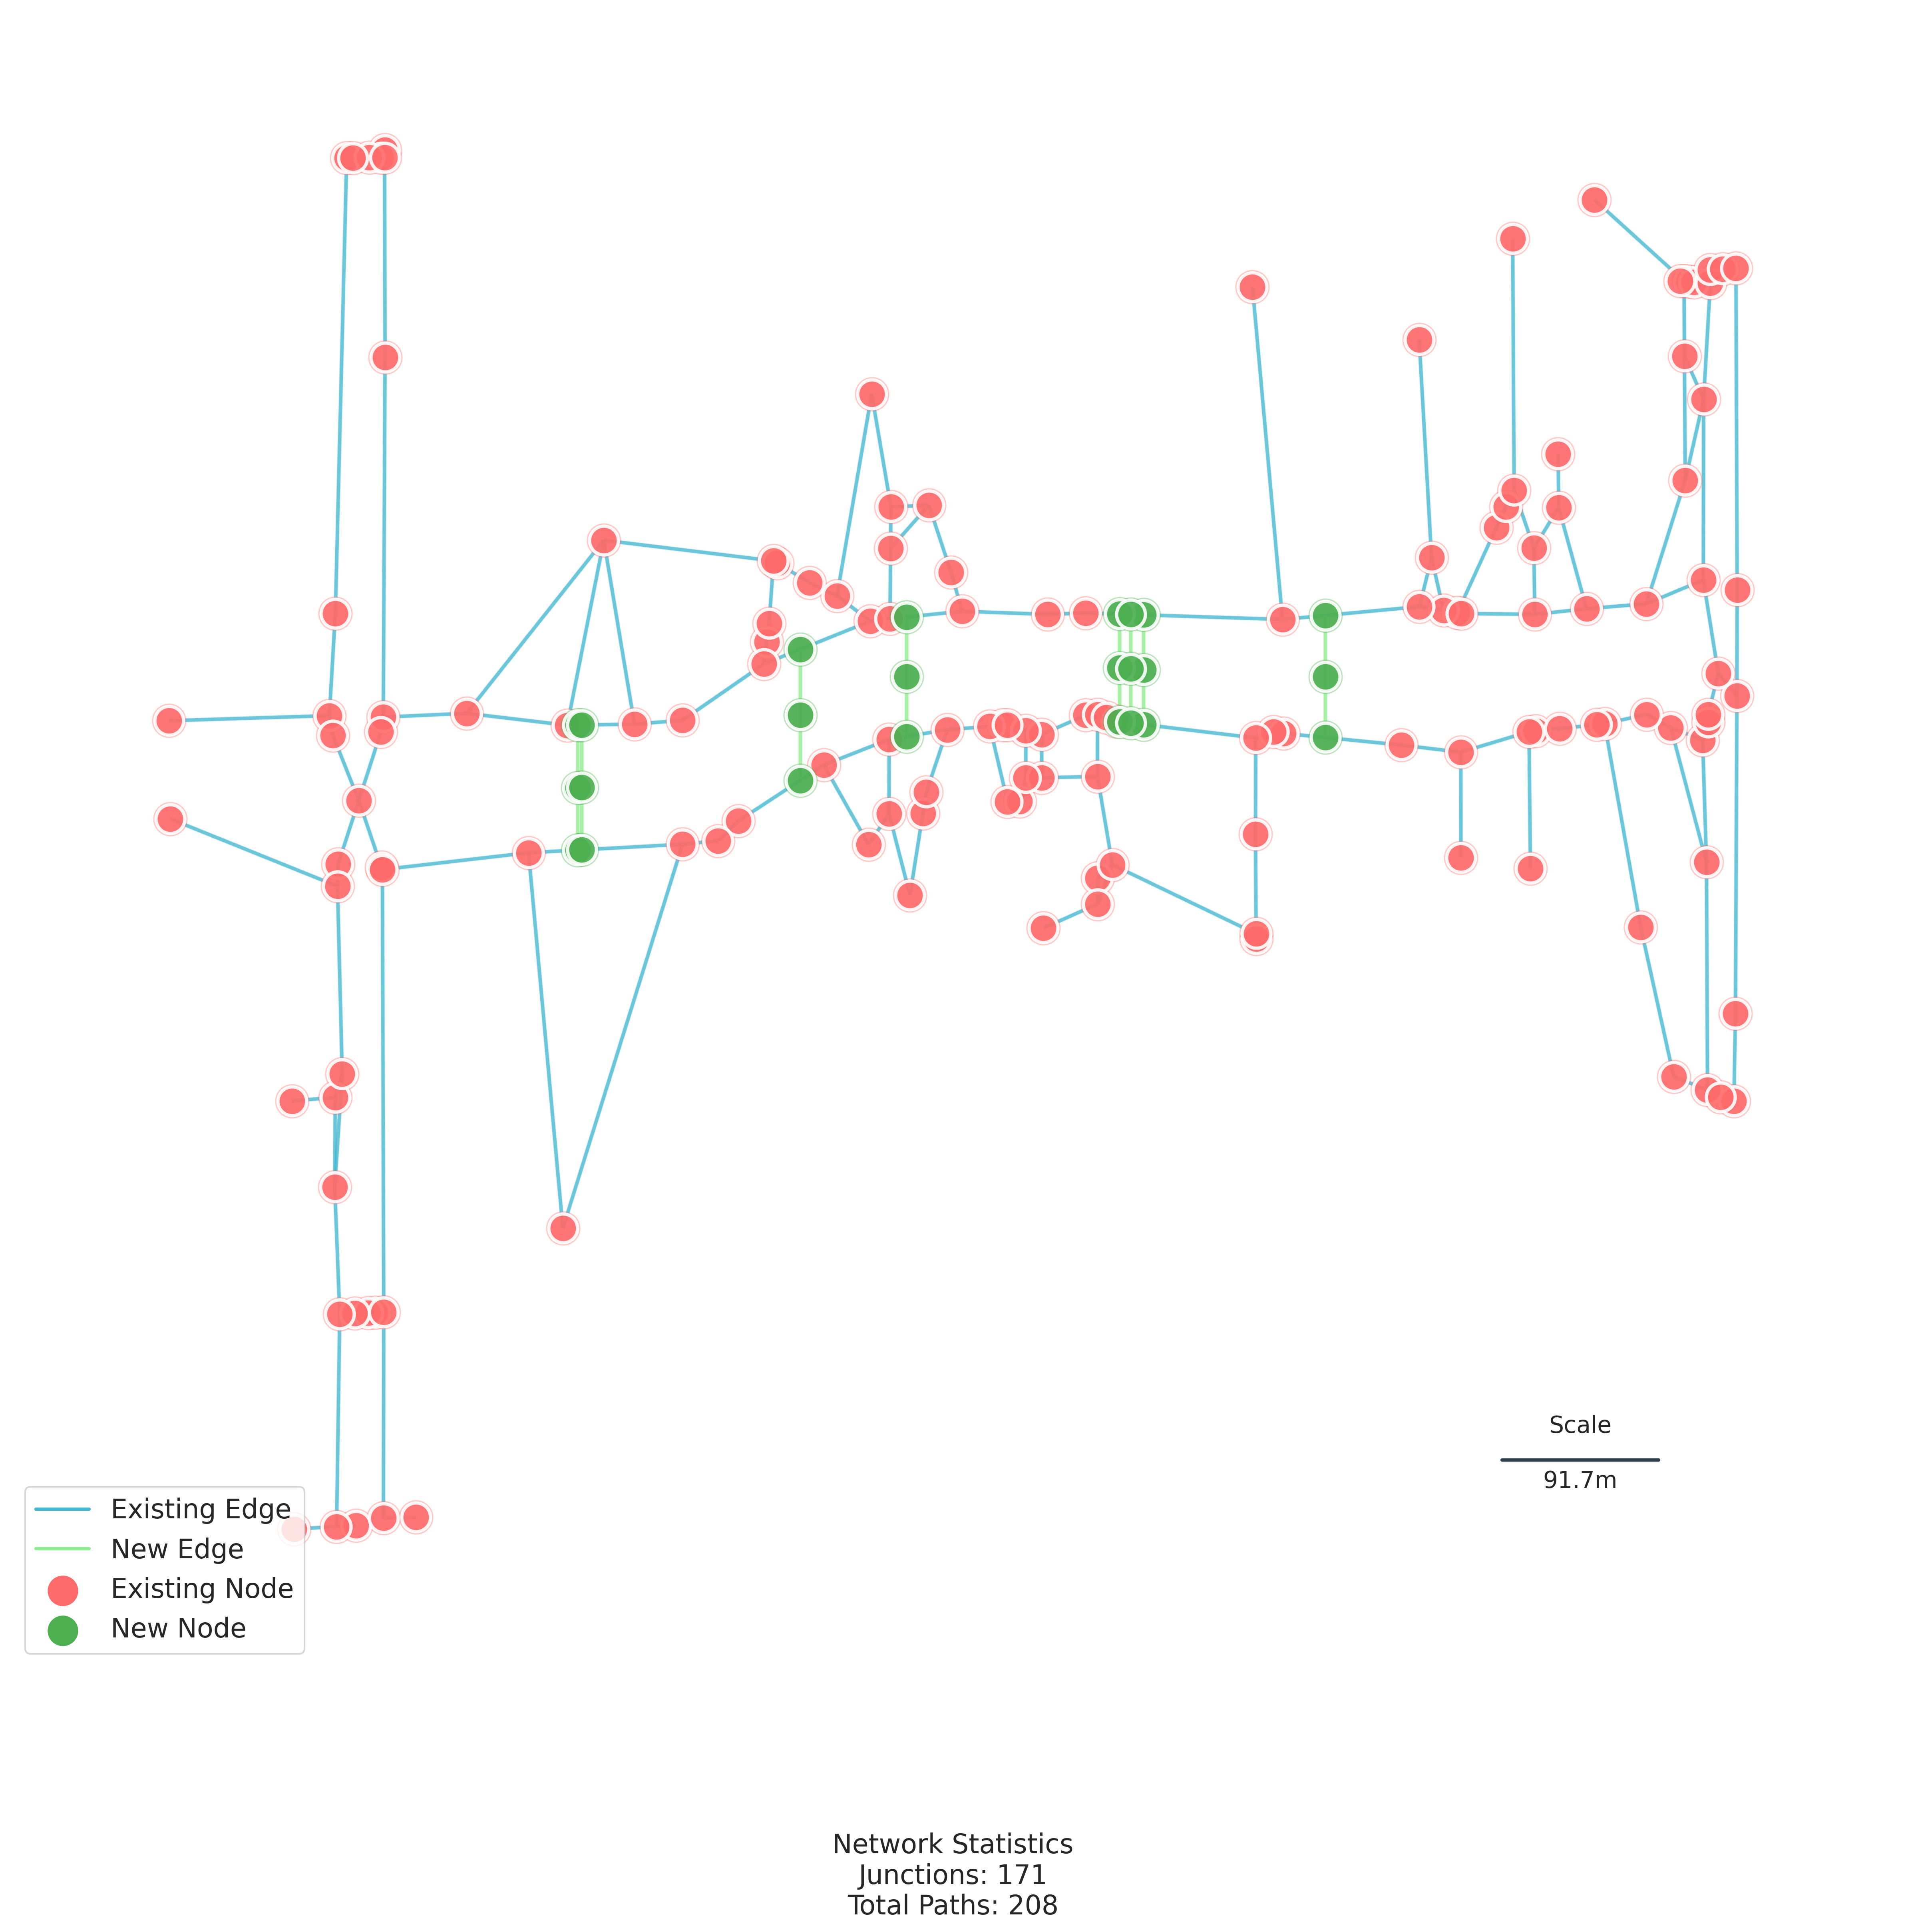 Scale
91.7m
Existing Edge
New Edge
Existing Node
New Node
Network Statistics
Junctions: 171
Total Paths: 208